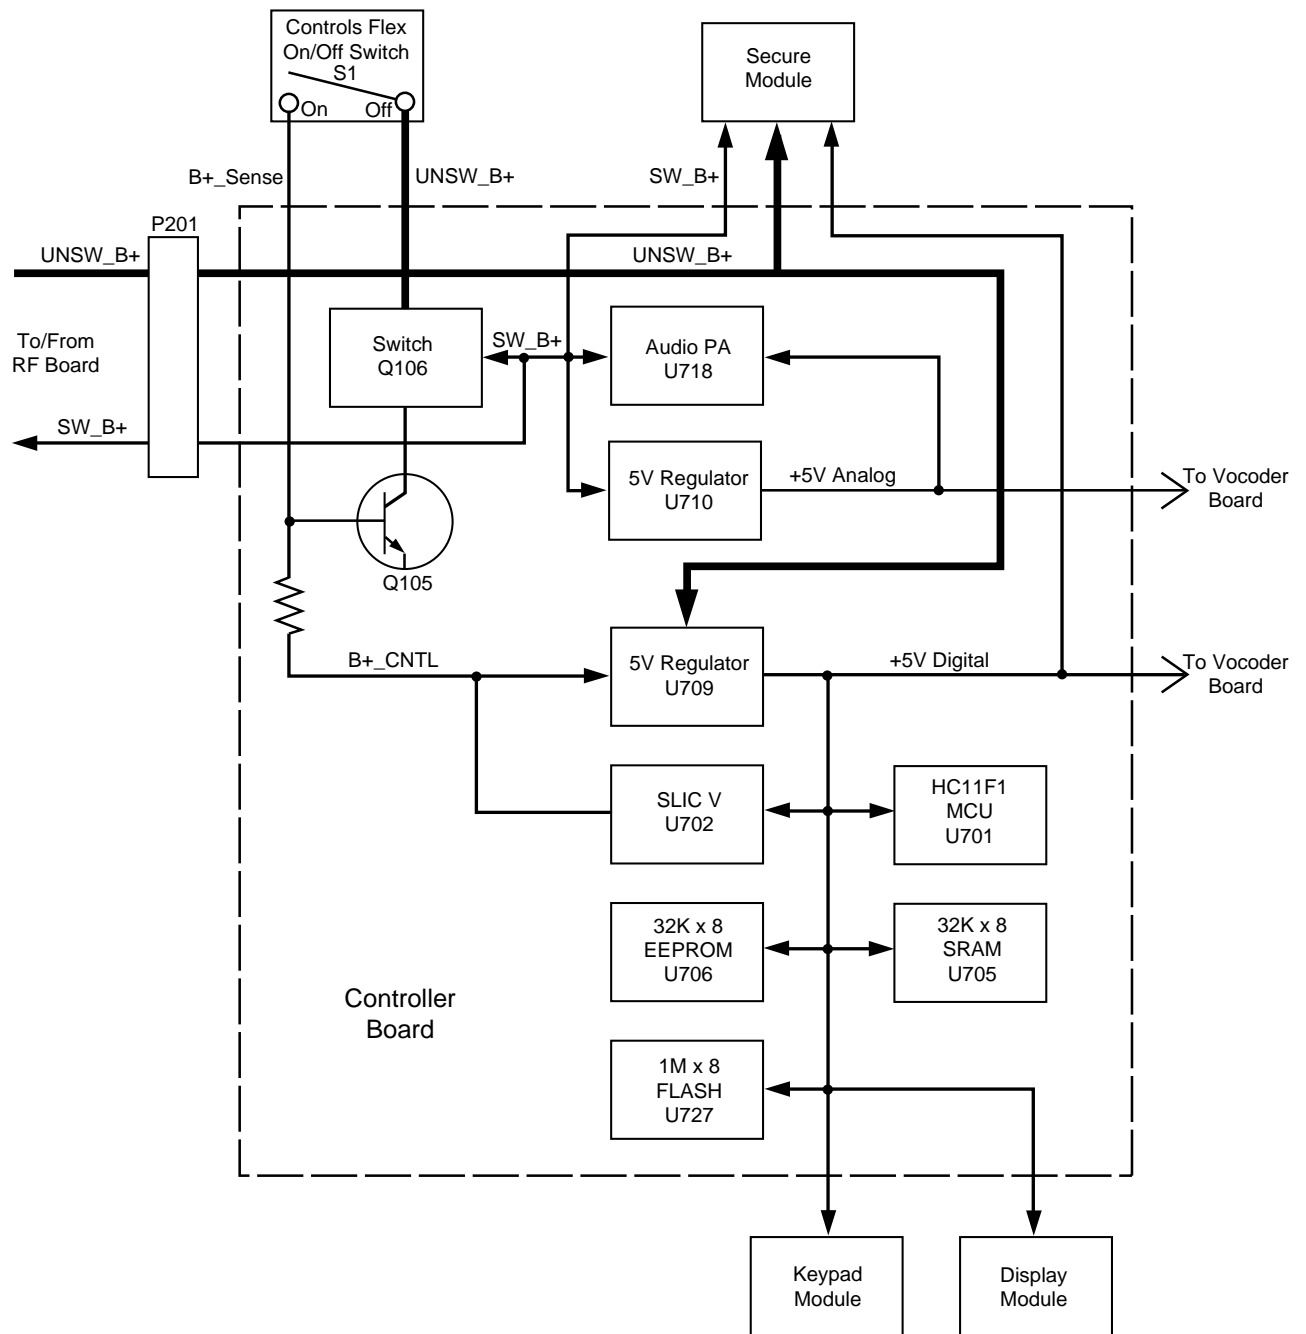 Controls Flex
On/Off Switch
S1
On
Off
Secure
Module
B+_Sense
UNSW_B+
SW_B+
P201
UNSW_B+
UNSW_B+
To/From
RF Board
Switch
Q106
SW_B+
Audio PA
U718
SW_B+
5V Regulator
U710
+5V Analog
To Vocoder
Board
Q105
B+_CNTL
5V Regulator
U709
+5V Digital
To Vocoder
Board
SLIC V
U702
HC11F1
MCU
U701
32K x 8
EEPROM
U706
32K x 8
SRAM
U705
Controller
Board
1M x 8
FLASH
U727
Keypad
Module
Display
Module